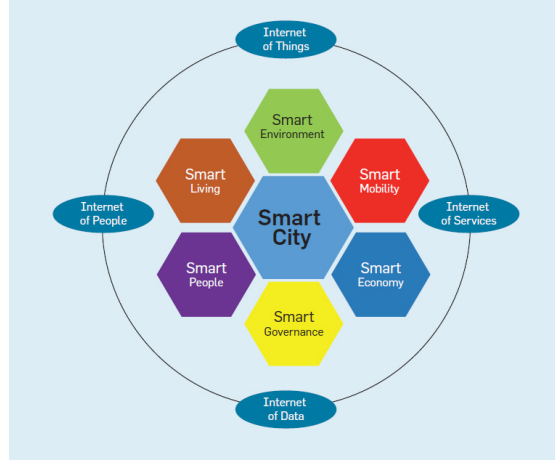 Internet
of Things
Smart
Environment
Smart
Living
Smart
Mobility
Internet
of People
Smart
City
Internet
of Services
Smart
People
Smart
Economy
Smart
Governance
Internet
of Data